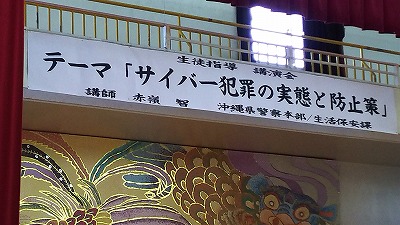 生徒指導 講演会
テーマ「サイバー犯罪の実態と防止策」
講師 赤嶺 智 沖縄県警察本部/生活保安課